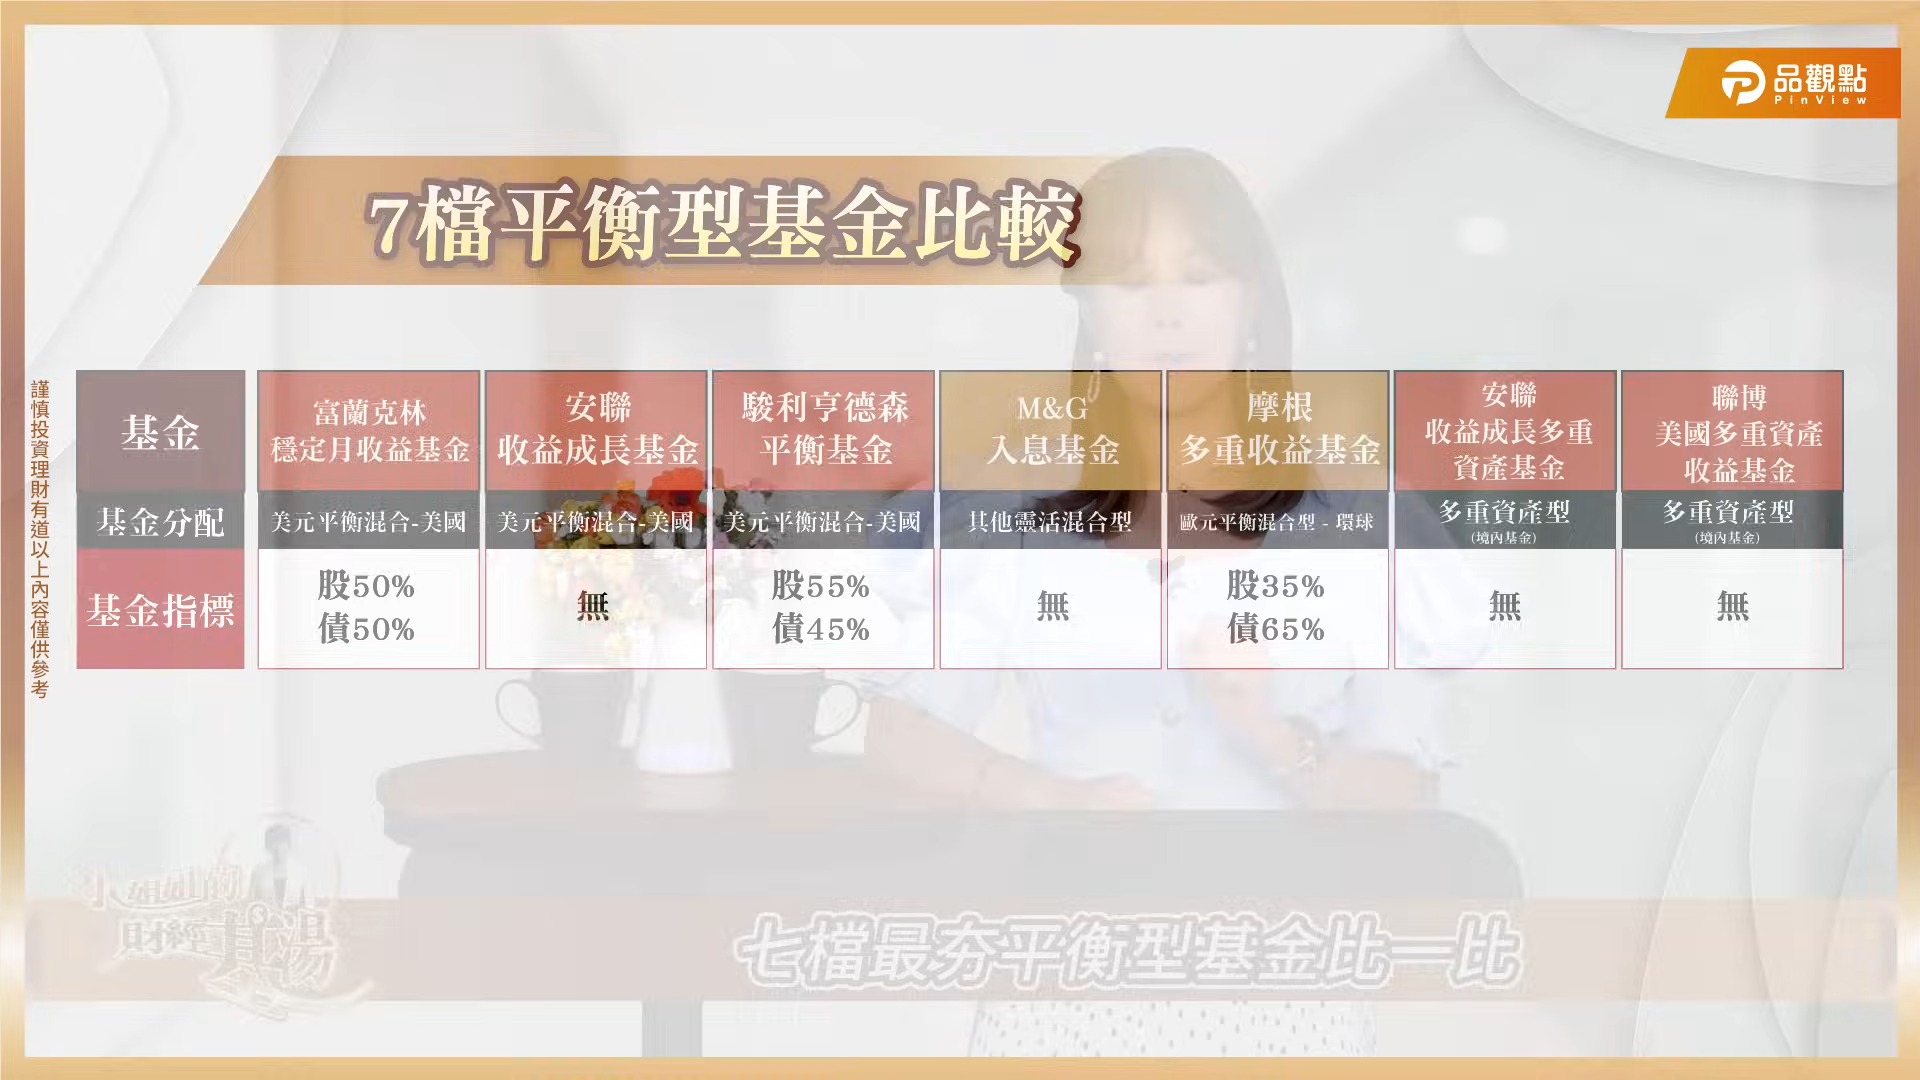 品觀點
PinView
7檔平衡型基金比較
謹慎投資理財有道以上內容僅供參考
基金
富蘭克林
穩定月收益基金
安聯
收益成長基金
駿利亨德森
平衡基金
M&G
入息基金
摩根
多重收益基金
安聯
收益成長多重
資產基金
聯博
美國多重資產
收益基金
基金分配
美元平衡混合-美國
美元平衡混合-美國
美元平衡混合-美國
其他靈活混合型
歐元平衡混合型 - 環球
多重資產型
(境內基金)
多重資產型
(境內基金)
基金指標
股50%
債50%
無
股55%
債45%
無
股35%
債65%
無
無
財經
七檔最夯平衡型基金比一比